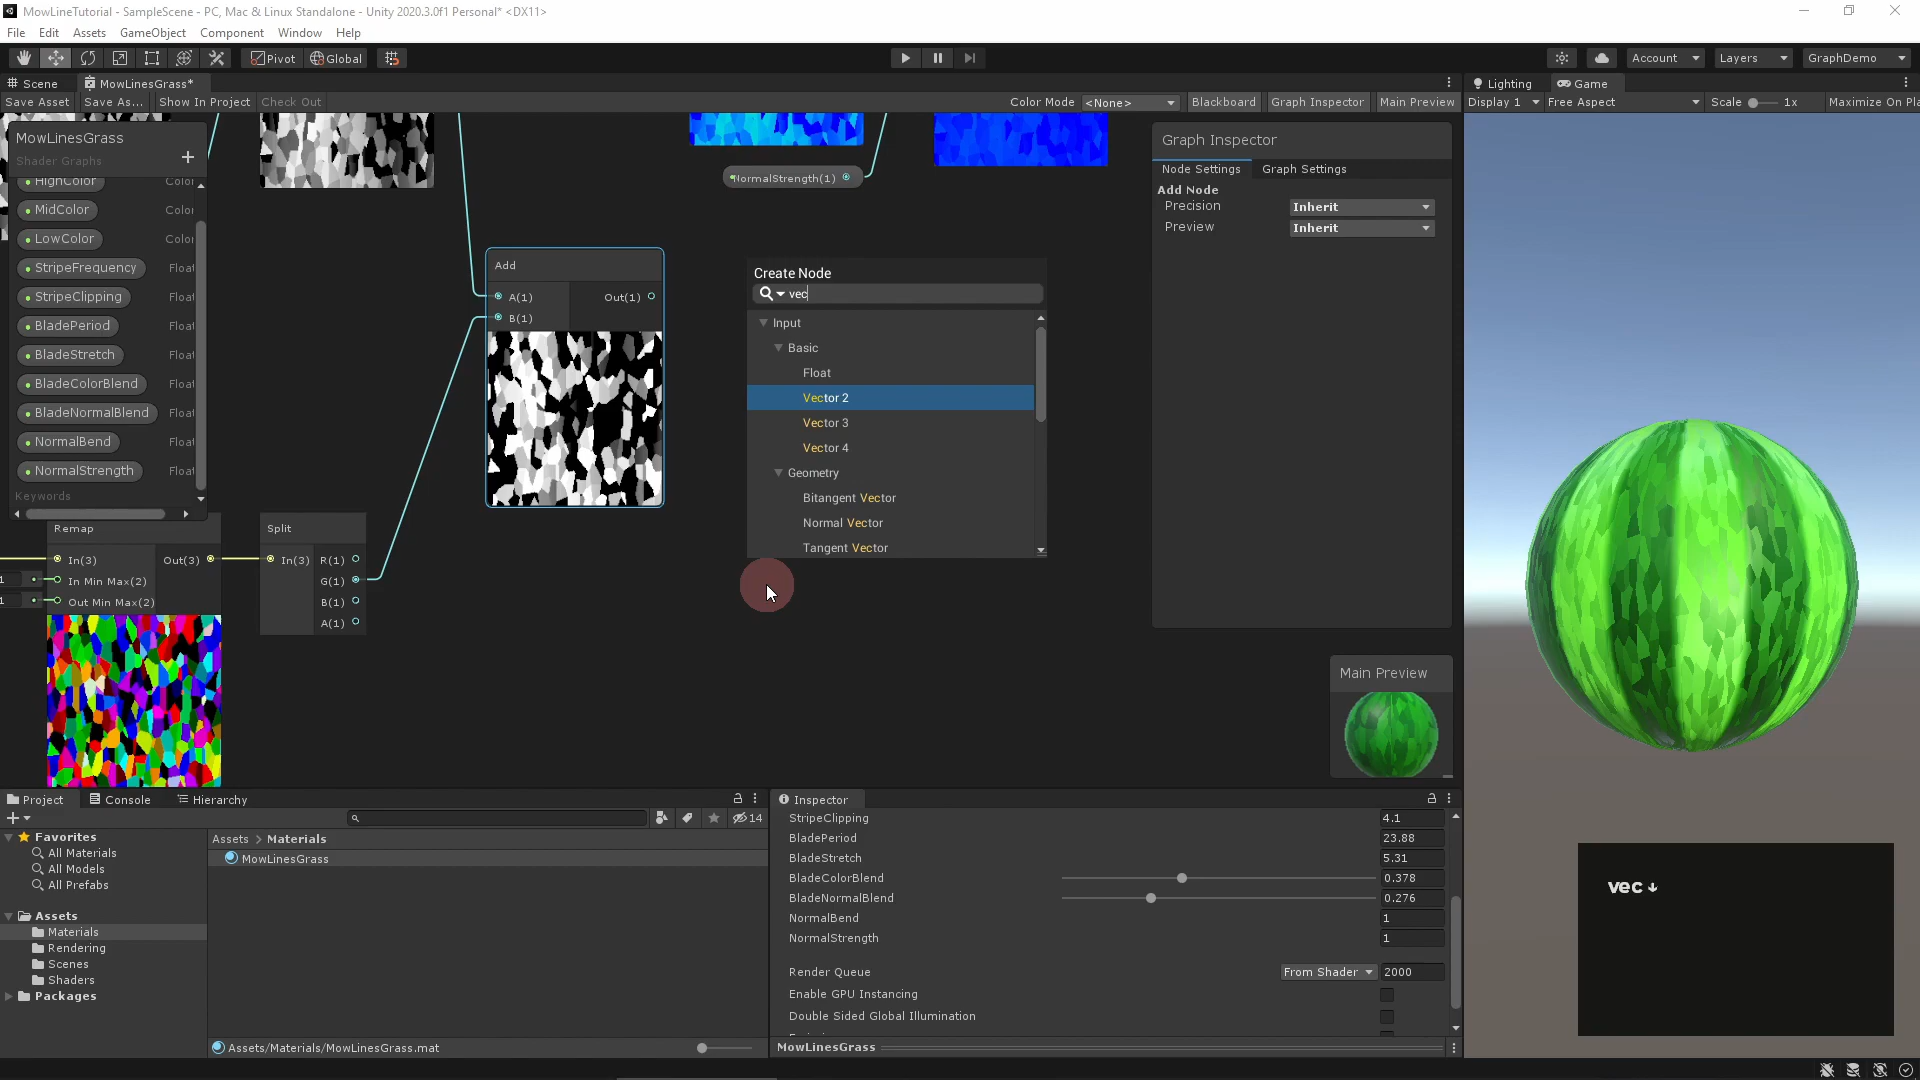 MowLineTutorial - SampleScene - PC, Mac & Linux Standalone - Unity 2020.3.0f1 Personal* <DX11>
File Edit Assets GameObject Component Window Help
Pivot Global
Account Layers GraphDemo
Scene MowLinesGrass*
Lighting Game
Save Asset Save As... Show In Project Check Out
Color Mode <None> Blackboard Graph Inspector Main Preview
Display 1 Free Aspect Scale 1x Maximize On Pla
MowLinesGrass
Shader Graphs
HighColor Color
MidColor Color
LowColor Color
StripeFrequency Float
StripeClipping Float
BladePeriod Float
BladeStretch Float
BladeColorBlend Float
BladeNormalBlend Float
NormalBend Float
NormalStrength Float
Keywords
NormalStrength(1)
Add
A(1) Out(1)
B(1)
Remap
In(3) Out(3)
In Min Max(2)
Out Min Max(2)
Split
In(3) R(1)
G(1)
B(1)
A(1)
Create Node
vec
Input
Basic
Float
Vector 2
Vector 3
Vector 4
Geometry
Bitangent Vector
Normal Vector
Tangent Vector
Graph Inspector
Node Settings Graph Settings
Add Node
Precision Inherit
Preview Inherit
Main Preview
Project Console Hierarchy
14
Favorites
All Materials
All Models
All Prefabs
Assets
Materials
Rendering
Scenes
Shaders
Packages
Assets > Materials
MowLinesGrass
Assets/Materials/MowLinesGrass.mat
Inspector
StripeClipping 4.1
BladePeriod 23.88
BladeStretch 5.31
BladeColorBlend 0.378
BladeNormalBlend 0.276
NormalBend 1
NormalStrength 1
Render Queue From Shader 2000
Enable GPU Instancing
Double Sided Global Illumination
MowLinesGrass
vec ↓